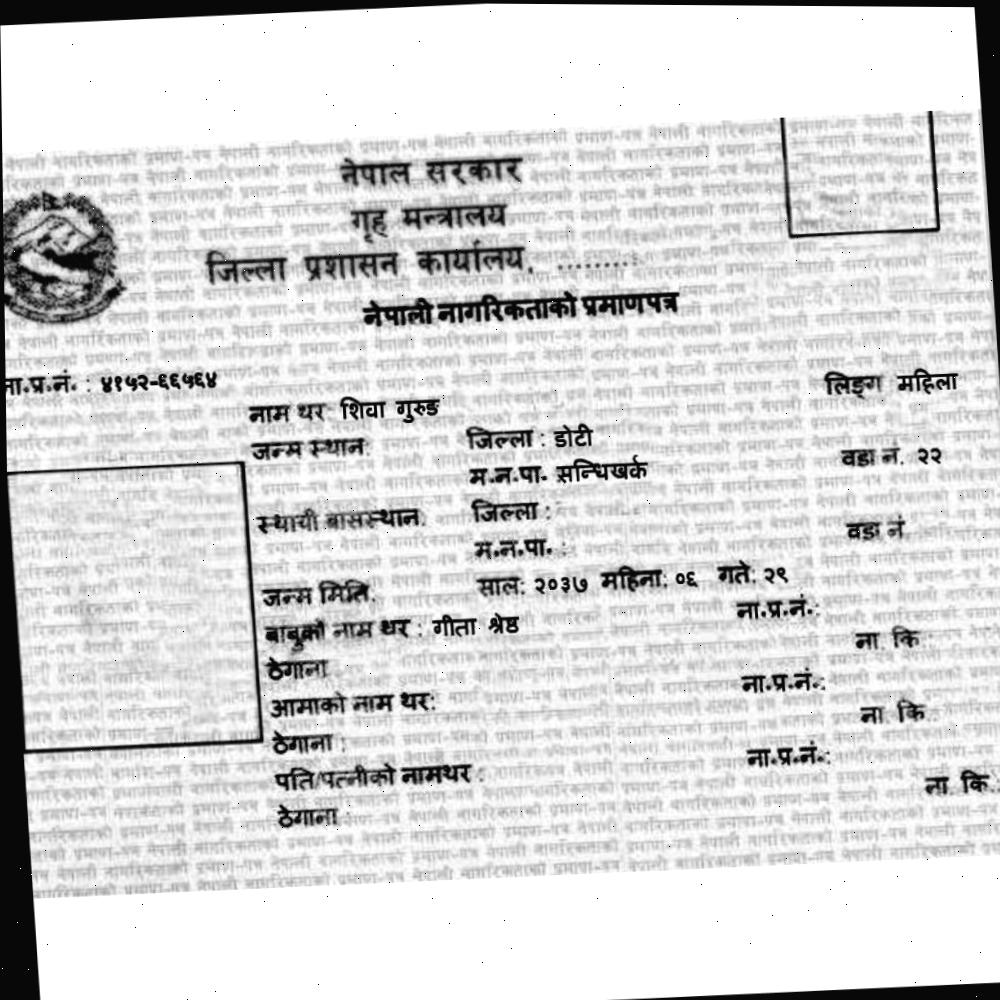 नेपाल सरकार
गृह मन्त्रालय
जिल्ला प्रशासन कार्यालय, .........
नेपाली नागरिकताको प्रमाणपत्र
ना.प्र.नं. : ४१५२-६६५६४
लिङ्ग महिला
नाम थर शिवा गुरुङ
जन्म स्थान: जिल्ला : डोटी
म.न.पा. सन्धिखर्क वडा नं. २२
स्थायी बासस्थान: जिल्ला :
म.न.पा. : वडा नं
जन्म मिति: साल: २०३७ महिना: ०६ गते: २९
बाबुको नाम थर : गीता श्रेष्ठ ना.प्र.नं.:
ठेगाना ना. कि.:
आमाको नाम थर: ना.प्र.नं.:
ठेगाना : ना. कि.:
पति/पत्नीको नामथर : ना.प्र.नं.:
ठेगाना : ना. कि.: